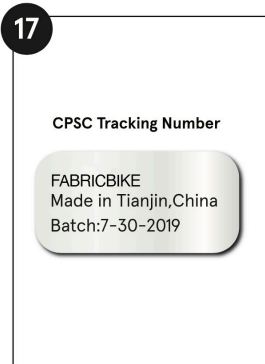 17
CPSC Tracking Number
FABRICBIKE
Made in Tianjin,China
Batch:7-30-2019